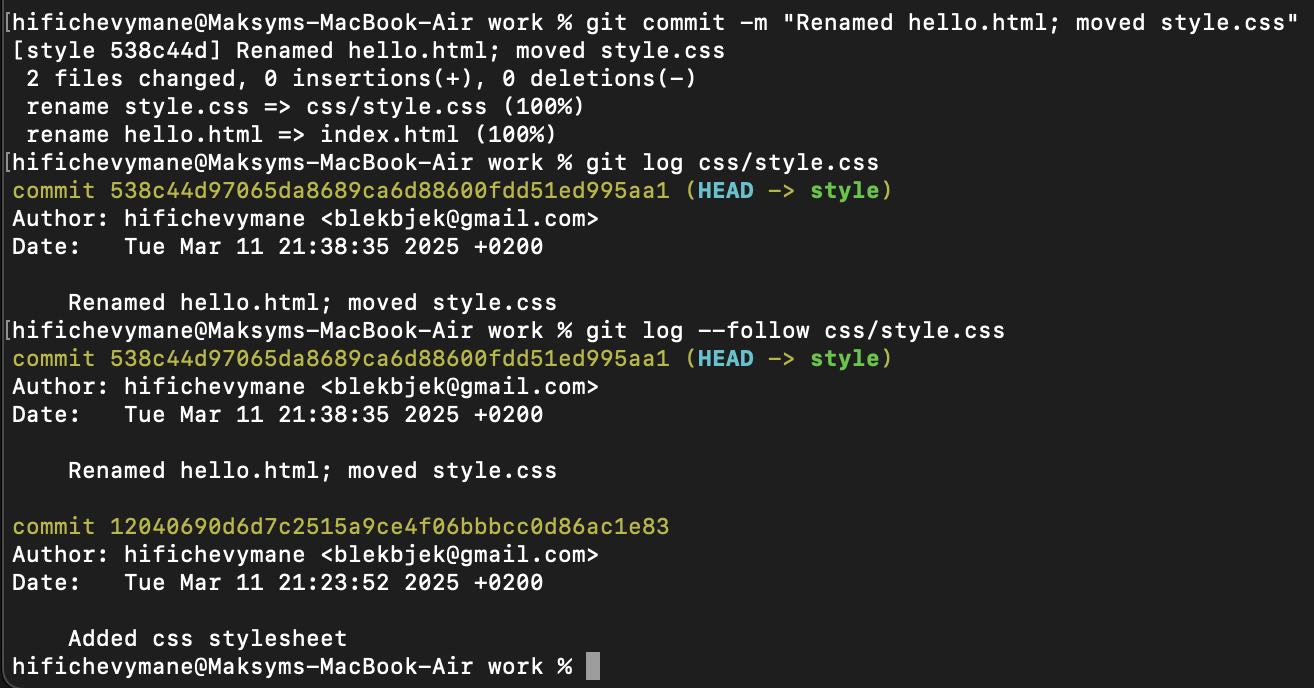 [hifichevymane@Maksyms-MacBook-Air work % git commit -m "Renamed hello.html; moved style.css"
[style 538c44d] Renamed hello.html; moved style.css
 2 files changed, 0 insertions(+), 0 deletions(-)
 rename style.css => css/style.css (100%)
 rename hello.html => index.html (100%)
[hifichevymane@Maksyms-MacBook-Air work % git log css/style.css
commit 538c44d97065da8689ca6d88600fdd51ed995aa1 (HEAD -> style)
Author: hifichevymane <blekbjek@gmail.com>
Date:   Tue Mar 11 21:38:35 2025 +0200

    Renamed hello.html; moved style.css
[hifichevymane@Maksyms-MacBook-Air work % git log --follow css/style.css
commit 538c44d97065da8689ca6d88600fdd51ed995aa1 (HEAD -> style)
Author: hifichevymane <blekbjek@gmail.com>
Date:   Tue Mar 11 21:38:35 2025 +0200

    Renamed hello.html; moved style.css

commit 12040690d6d7c2515a9ce4f06bbbcc0d86ac1e83
Author: hifichevymane <blekbjek@gmail.com>
Date:   Tue Mar 11 21:23:52 2025 +0200

    Added css stylesheet
hifichevymane@Maksyms-MacBook-Air work %